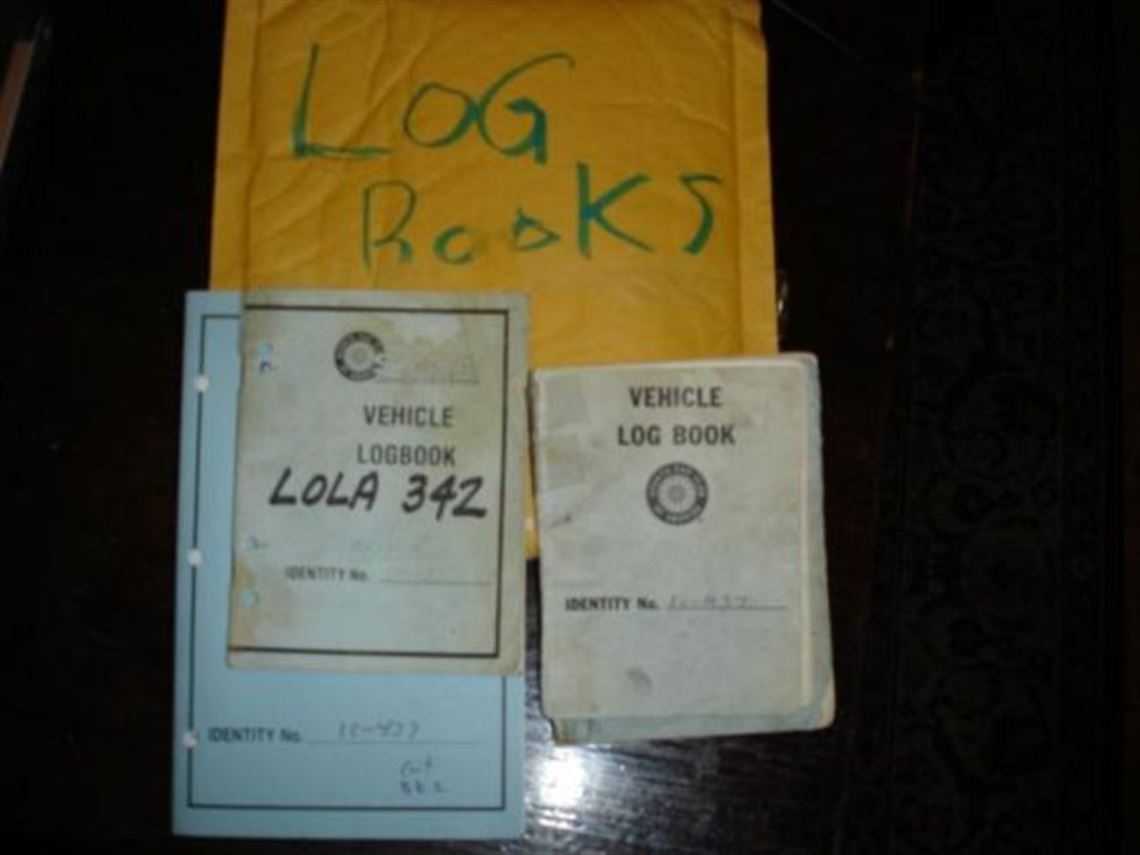 LOG
BOOKS
VEHICLE
LOGBOOK
LOLA 342
IDENTITY No.
IDENTITY No.
VEHICLE
LOG BOOK
IDENTITY No.